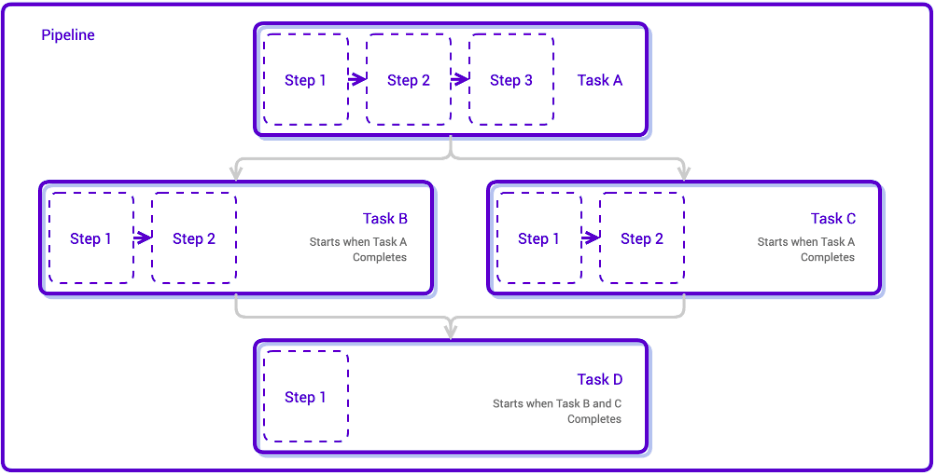 Pipeline
Step 1
Step 2
Step 3
Task A
Step 1
Step 2
Task B
Starts when Task A
Completes
Step 1
Step 2
Task C
Starts when Task A
Completes
Step 1
Task D
Starts when Task B and C
Completes